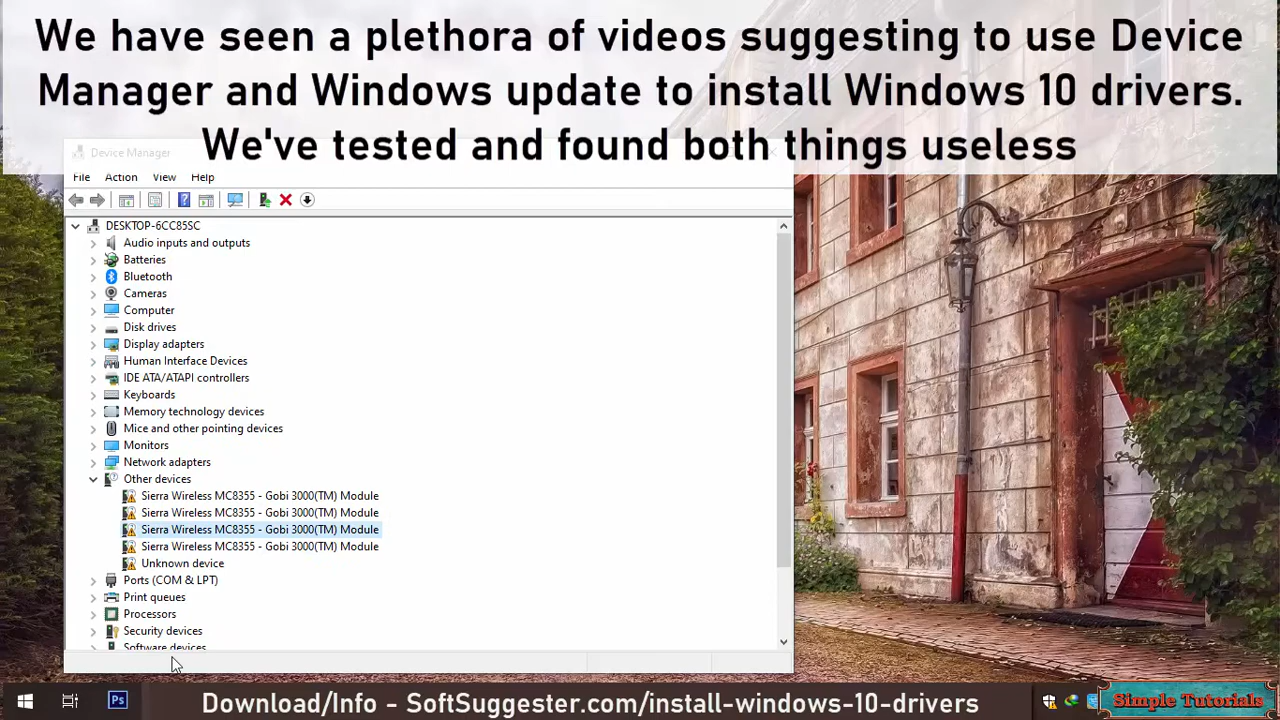 We have seen a plethora of videos suggesting to use Device
Manager and Windows update to install Windows 10 drivers.
We've tested and found both things useless
Device Manager
File Action View Help
DESKTOP-6CC85SC
Audio inputs and outputs
Batteries
Bluetooth
Cameras
Computer
Disk drives
Display adapters
Human Interface Devices
IDE ATA/ATAPI controllers
Keyboards
Memory technology devices
Mice and other pointing devices
Monitors
Network adapters
Other devices
Sierra Wireless MC8355 - Gobi 3000(TM) Module
Sierra Wireless MC8355 - Gobi 3000(TM) Module
Sierra Wireless MC8355 - Gobi 3000(TM) Module
Sierra Wireless MC8355 - Gobi 3000(TM) Module
Unknown device
Ports (COM & LPT)
Print queues
Processors
Security devices
Software devices
Ps
Download/Info - SoftSuggester.com/install-windows-10-drivers
Simple Tutorials